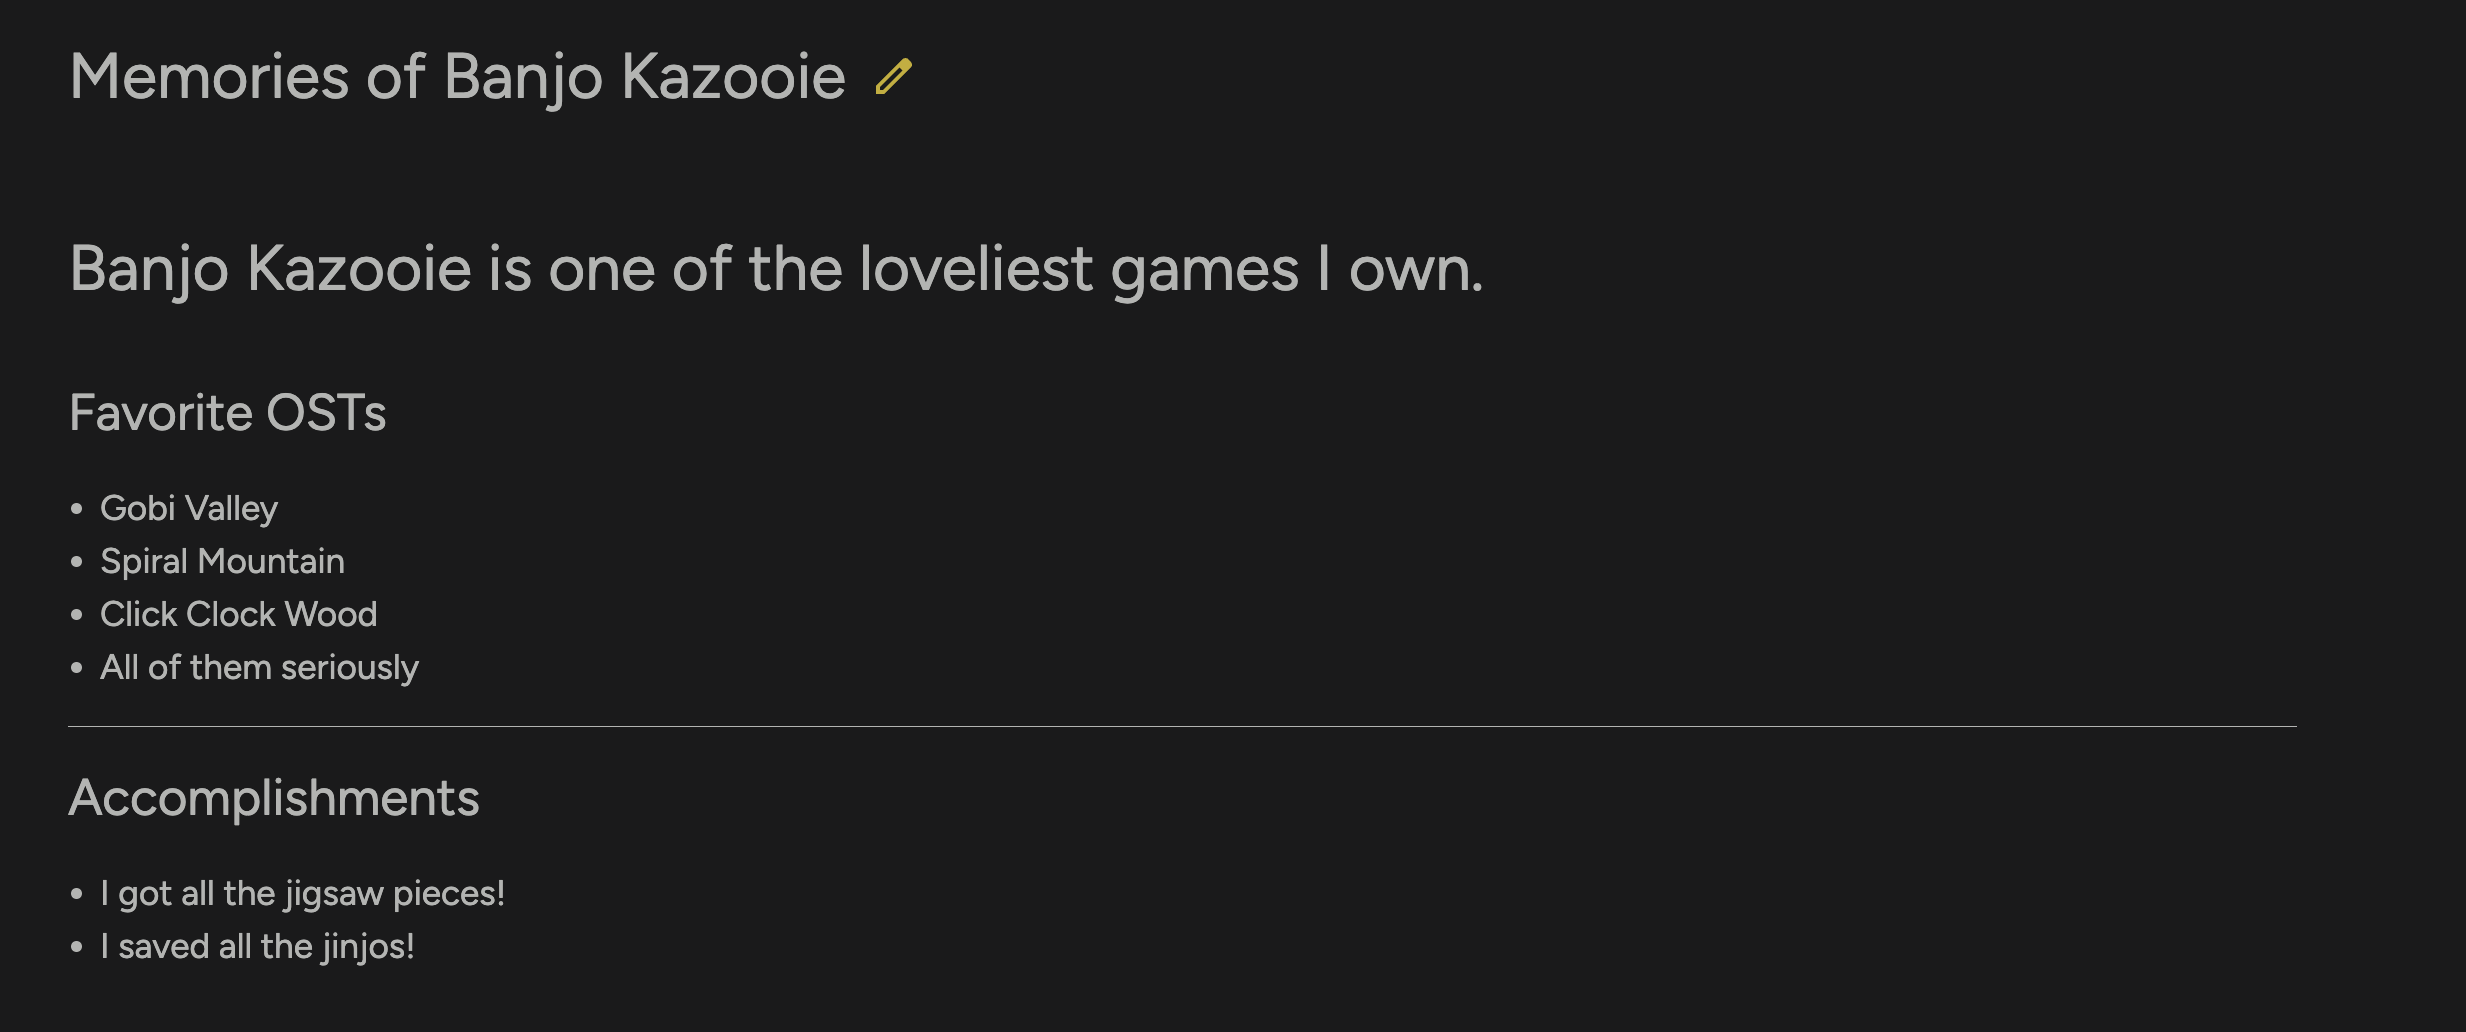 Memories of Banjo Kazooie
Banjo Kazooie is one of the loveliest games I own.
Favorite OSTs
Gobi Valley
Spiral Mountain
Click Clock Wood
All of them seriously
Accomplishments
I got all the jigsaw pieces!
I saved all the jinjos!